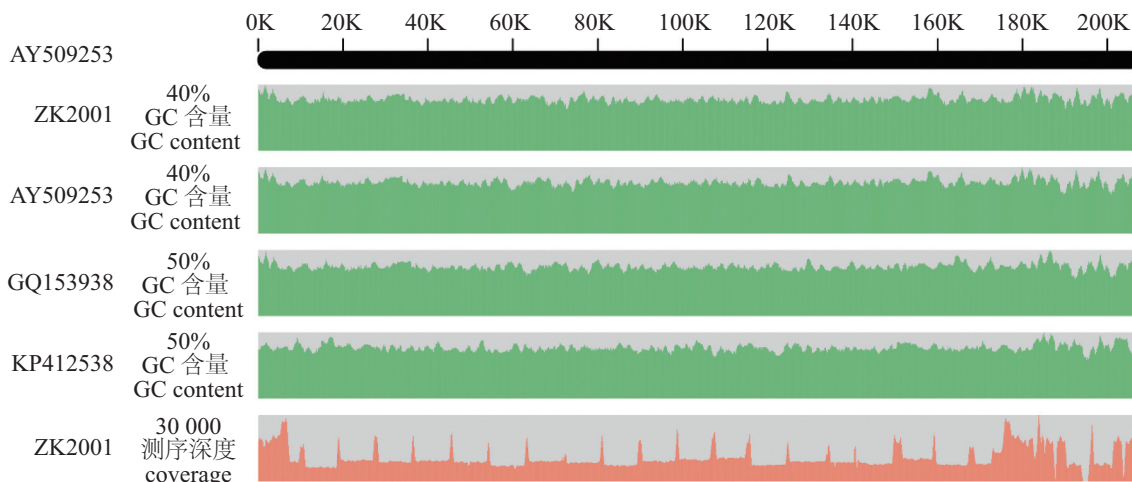 0K 20K 40K 60K 80K 100K 120K 140K 160K 180K 200K
AY509253
ZK2001
40%
GC 含量
GC content
AY509253
40%
GC 含量
GC content
GQ153938
50%
GC 含量
GC content
KP412538
50%
GC 含量
GC content
ZK2001
30 000
测序深度
coverage